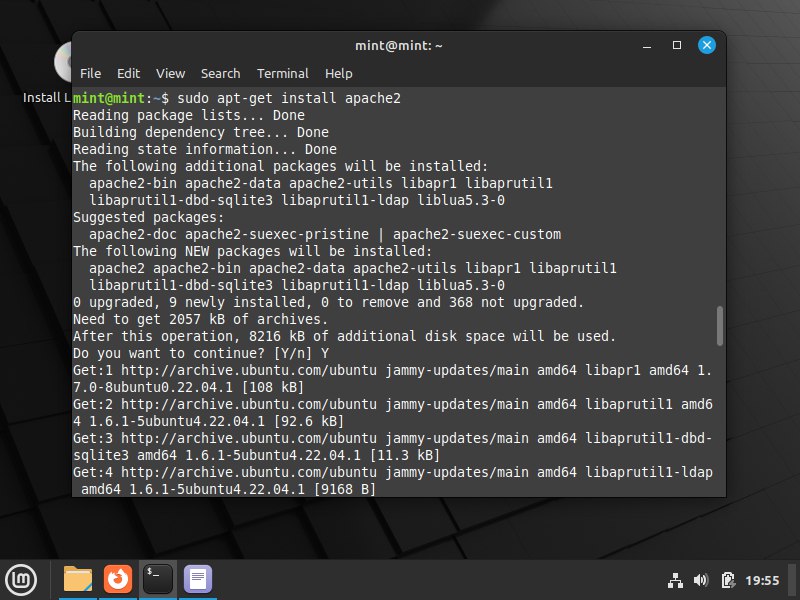 mint@mint: ~
File Edit View Search Terminal Help
Install L
mint@mint:~$ sudo apt-get install apache2
Reading package lists... Done
Building dependency tree... Done
Reading state information... Done
The following additional packages will be installed:
  apache2-bin apache2-data apache2-utils libapr1 libaprutil1
  libaprutil1-dbd-sqlite3 libaprutil1-ldap liblua5.3-0
Suggested packages:
  apache2-doc apache2-suexec-pristine | apache2-suexec-custom
The following NEW packages will be installed:
  apache2 apache2-bin apache2-data apache2-utils libapr1 libaprutil1
  libaprutil1-dbd-sqlite3 libaprutil1-ldap liblua5.3-0
0 upgraded, 9 newly installed, 0 to remove and 368 not upgraded.
Need to get 2057 kB of archives.
After this operation, 8216 kB of additional disk space will be used.
Do you want to continue? [Y/n] Y
Get:1 http://archive.ubuntu.com/ubuntu jammy-updates/main amd64 libapr1 amd64 1.
7.0-8ubuntu0.22.04.1 [108 kB]
Get:2 http://archive.ubuntu.com/ubuntu jammy-updates/main amd64 libaprutil1 amd6
4 1.6.1-5ubuntu4.22.04.1 [92.6 kB]
Get:3 http://archive.ubuntu.com/ubuntu jammy-updates/main amd64 libaprutil1-dbd-
sqlite3 amd64 1.6.1-5ubuntu4.22.04.1 [11.3 kB]
Get:4 http://archive.ubuntu.com/ubuntu jammy-updates/main amd64 libaprutil1-ldap
 amd64 1.6.1-5ubuntu4.22.04.1 [9168 B]
$_
19:55